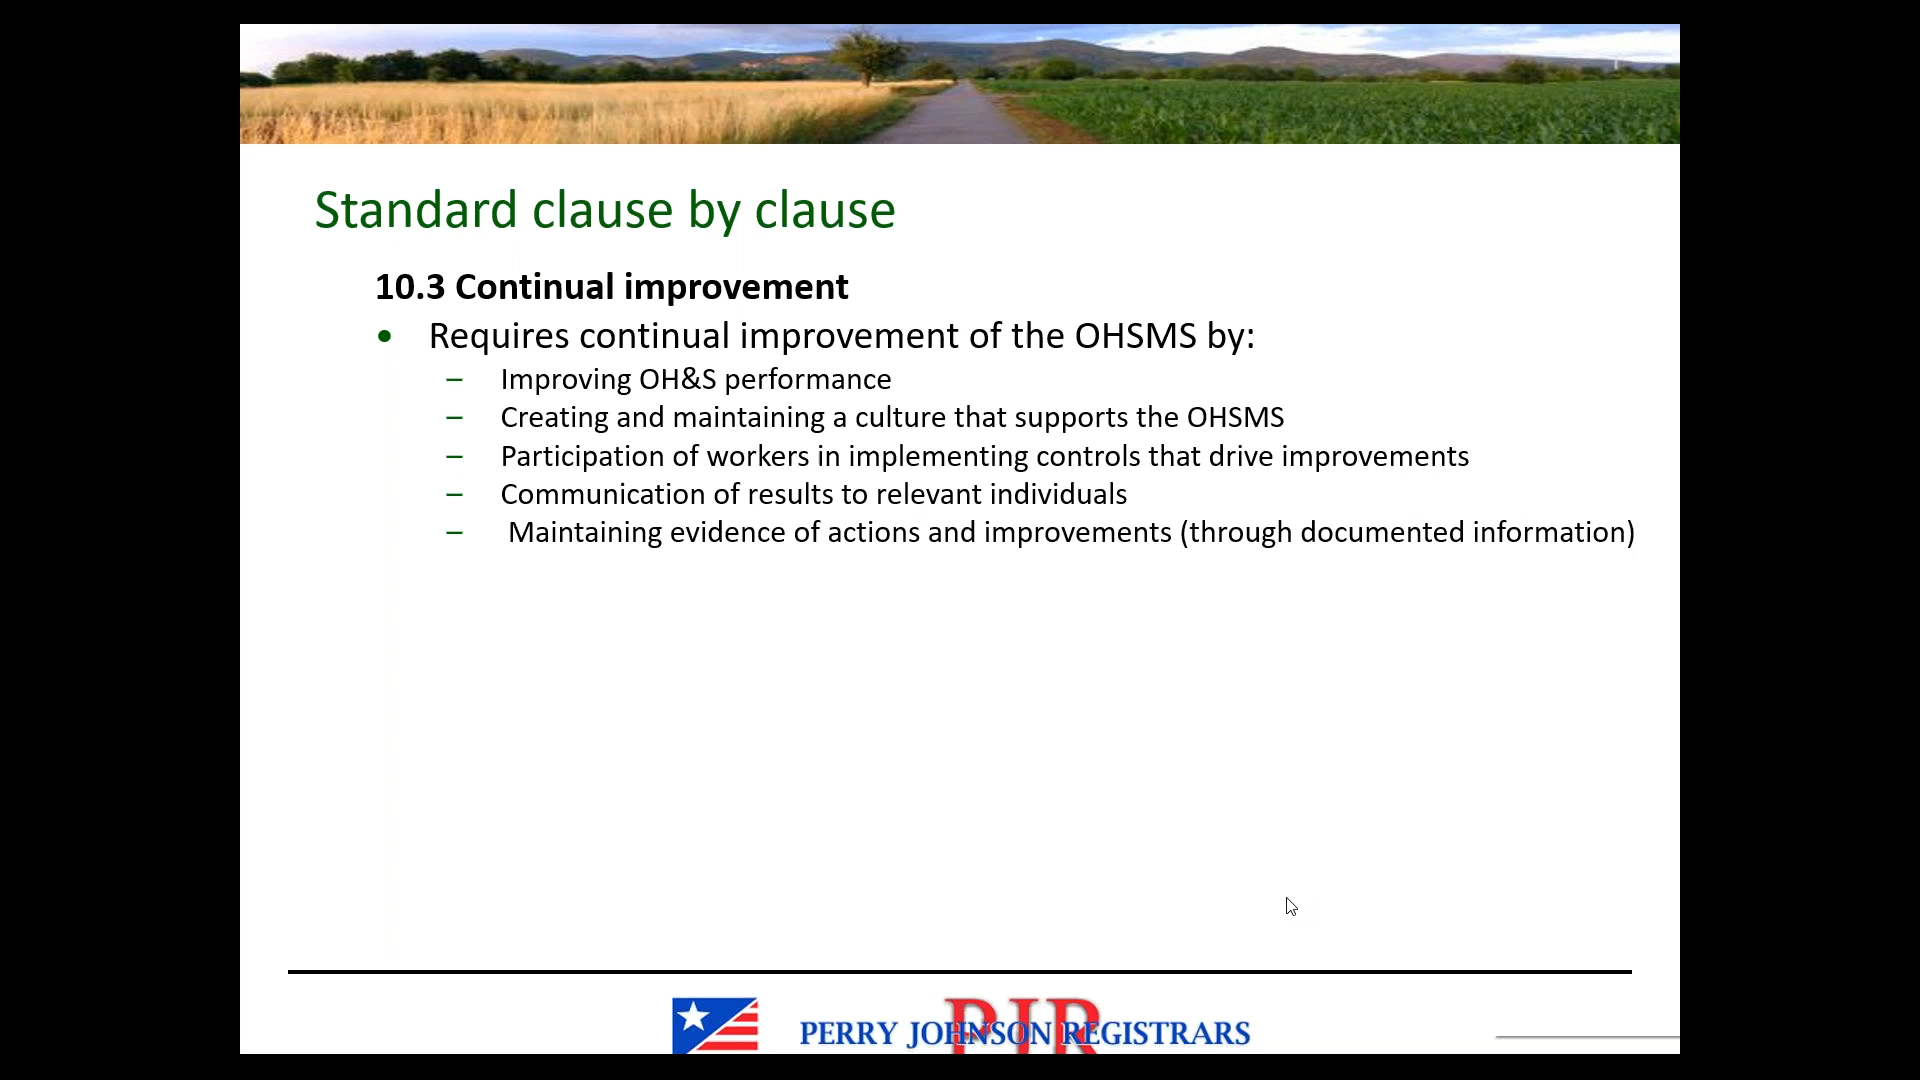 Standard clause by clause
10.3 Continual improvement
• Requires continual improvement of the OHSMS by:
– Improving OH&S performance
– Creating and maintaining a culture that supports the OHSMS
– Participation of workers in implementing controls that drive improvements
– Communication of results to relevant individuals
– Maintaining evidence of actions and improvements (through documented information)
PJR
PERRY JOHNSON REGISTRARS